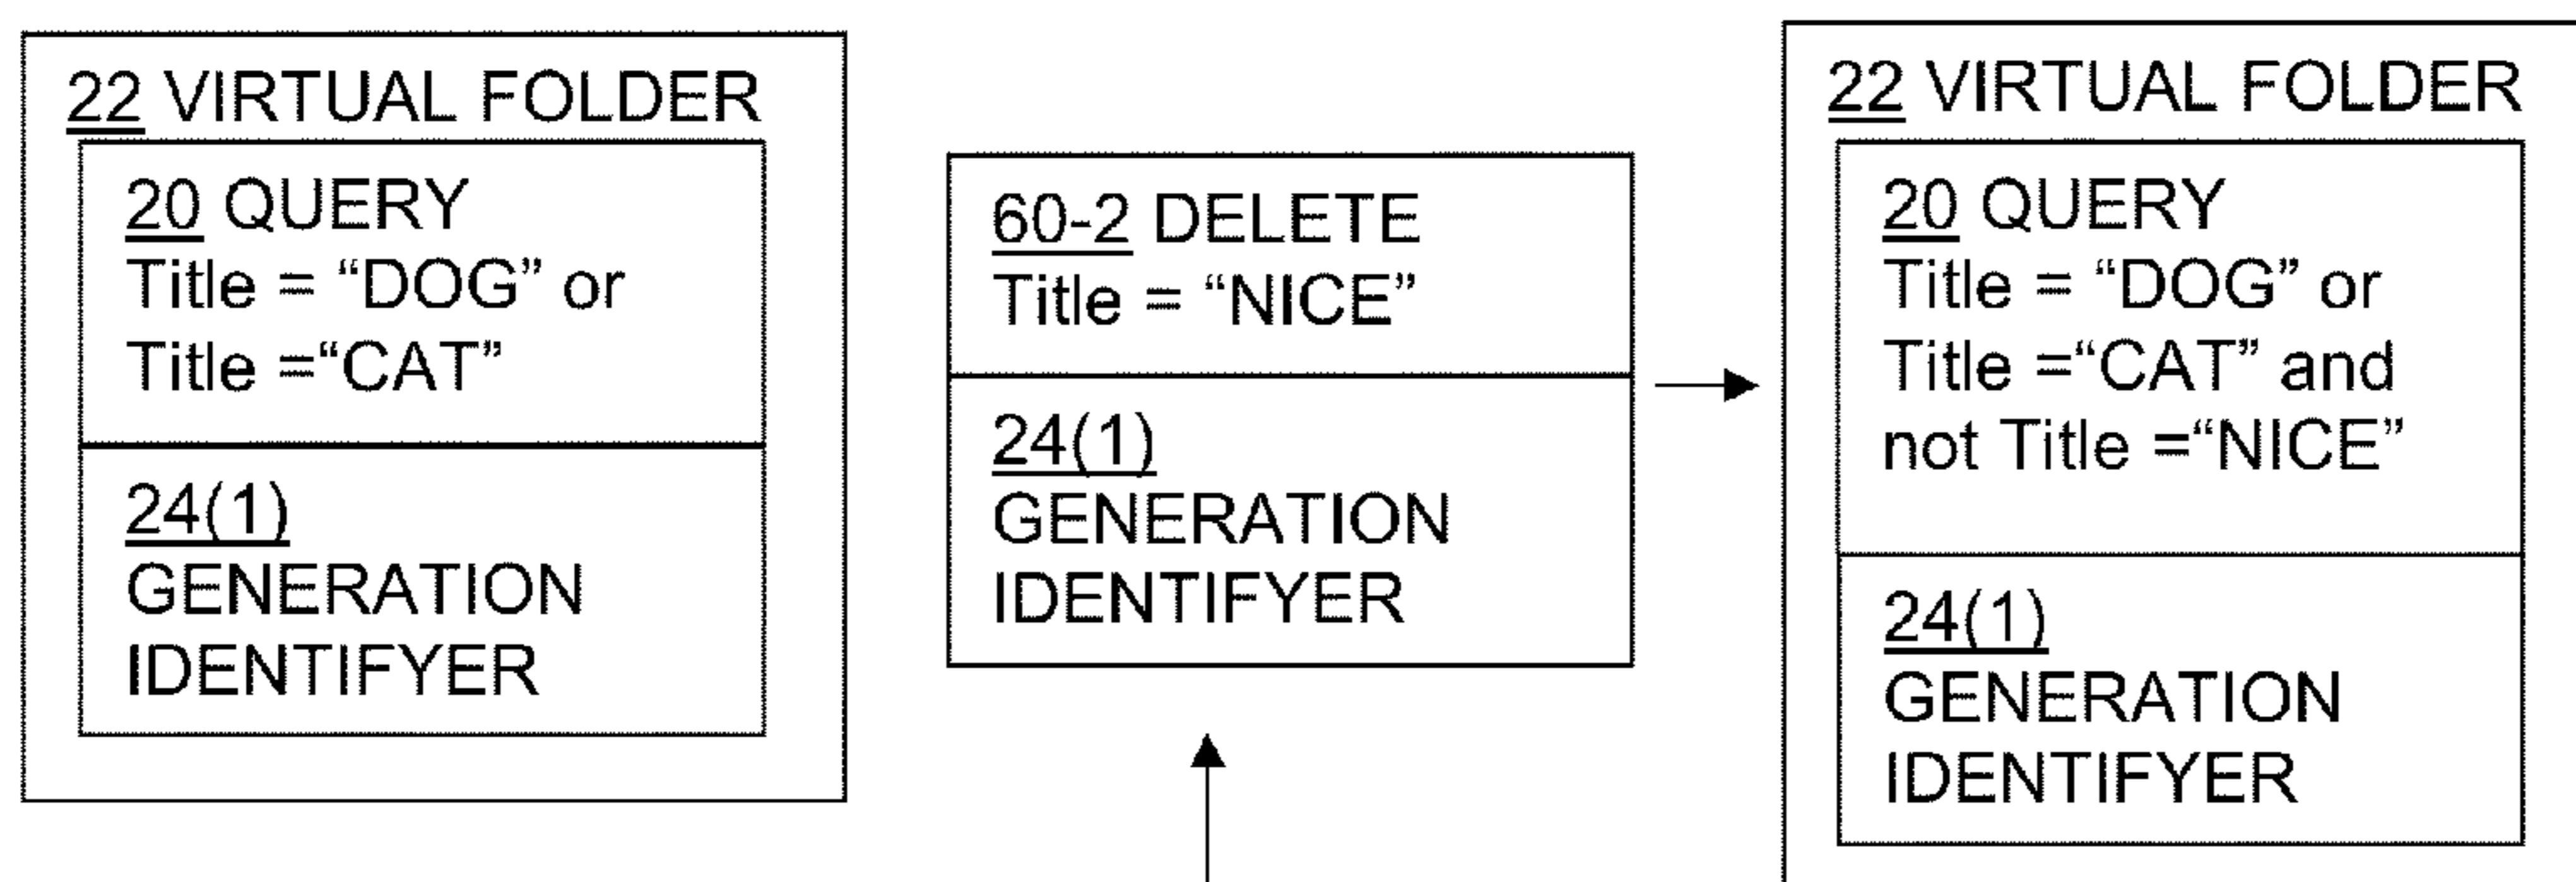 22 VIRTUAL FOLDER
20 QUERY
Title = “DOG” or
Title =“CAT”
24(1)
GENERATION
IDENTIFYER
60-2 DELETE
Title = “NICE”
24(1)
GENERATION
IDENTIFYER
22 VIRTUAL FOLDER
20 QUERY
Title = “DOG” or
Title =“CAT” and
not Title =“NICE”
24(1)
GENERATION
IDENTIFYER